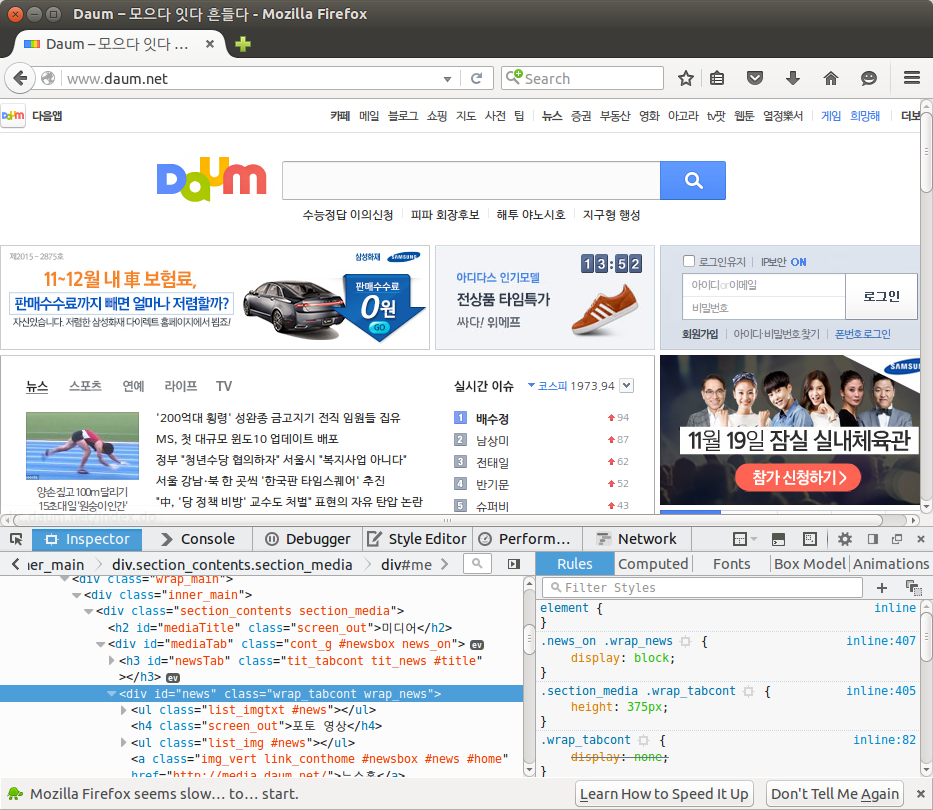 Daum – 모으다 잇다 흔들다 - Mozilla Firefox
Daum – 모으다 잇다 ...
www.daum.net
Search
Daum 다음앱
카페 메일 블로그 쇼핑 지도 사전 팁 뉴스 증권 부동산 영화 아고라 tv팟 웹툰 열정樂서 게임 희망해 더보
Daum
수능정답 이의신청 피파 회장후보 해투 야노시호 지구형 행성
제2015 - 2875호
삼성화재 SAMSUNG
11~12월 내 車 보험료,
판매수수료까지 빼면 얼마나 저렴할까?
자신있습니다. 저렴한 삼성화재 다이렉트 홈페이지에서 뵙죠!
판매수수료
0원
GO
13:52
아디다스 인기모델
전상품 타임특가
싸다! 위메프
로그인유지 IP보안 ON
아이디 or 이메일
비밀번호
로그인
회원가입 아이디·비밀번호 찾기 폰번호로그인
뉴스 스포츠 연예 라이프 TV
양손 짚고 100m 달리기
15초대일 '원숭이 인간'
'200억대 횡령' 성완종 금고지기 전직 임원들 집유
MS, 첫 대규모 윈도10 업데이트 배포
정부 "청년수당 협의하자" 서울시 "복지사업 아니다"
서울 강남·북 한 곳씩 '한국판 타임스퀘어' 추진
"中, '당 정책 비방' 교수도 처벌" 표현의 자유 탄압 논란
실시간 이슈 코스피 1973.94
1 배수정 94
2 남상미 87
3 전태일 62
4 반기문 52
5 슈퍼비 43
SAMSU
11월 19일 잠실 실내체육관
참가 신청하기
Inspector Console Debugger Style Editor Perform... Network
ner_main div.section_contents.section_media div#me
Rules Computed Fonts Box Model Animations
Filter Styles
<div class="wrap_main">
<div class="inner_main">
<div class="section_contents section_media">
<h2 id="mediaTitle" class="screen_out">미디어</h2>
<div id="mediaTab" class="cont_g #newsbox news_on"> ev
<h3 id="newsTab" class="tit_tabcont tit_news #title"
></h3> ev
<div id="news" class="wrap_tabcont wrap_news">
<ul class="list_imgtxt #news"></ul>
<h4 class="screen_out">포토 영상</h4>
<ul class="list_img #news"></ul>
<a class="img_vert link_conthome #newsbox #news #home"
href="http://media.daum.net/">뉴스홈</a>
element { inline
}
.news_on .wrap_news { inline:407
display: block;
}
.section_media .wrap_tabcont { inline:405
height: 375px;
}
.wrap_tabcont { inline:82
display: none;
}
Mozilla Firefox seems slow... to... start.
Learn How to Speed It Up
Don't Tell Me Again